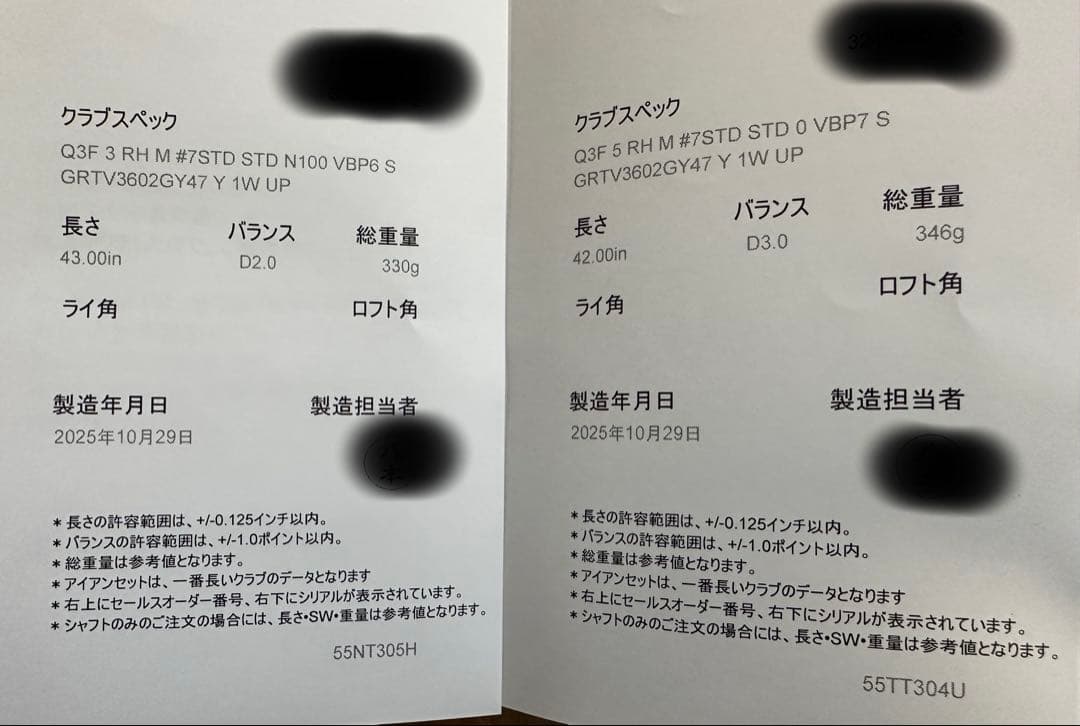 クラブスペック
Q3F 3 RH M #7STD STD N100 VBP6 S
GRTV3602GY47 Y 1W UP
長さ バランス 総重量
43.00in D2.0 330g
ライ角 ロフト角
製造年月日 製造担当者
2025年10月29日
* 長さの許容範囲は、+/-0.125インチ以内。
* バランスの許容範囲は、+/-1.0ポイント以内。
* 総重量は参考値となります。
* アイアンセットは、一番長いクラブのデータとなります
* 右上にセールスオーダー番号、右下にシリアルが表示されています。
* シャフトのみのご注文の場合には、長さ•SW•重量は参考値となります。
55NT305H
クラブスペック
Q3F 5 RH M #7STD STD 0 VBP7 S
GRTV3602GY47 Y 1W UP
長さ バランス 総重量
42.00in D3.0 346g
ライ角 ロフト角
製造年月日 製造担当者
2025年10月29日
* 長さの許容範囲は、+/-0.125インチ以内。
* バランスの許容範囲は、+/-1.0ポイント以内。
* 総重量は参考値となります。
* アイアンセットは、一番長いクラブのデータとなります
* 右上にセールスオーダー番号、右下にシリアルが表示されています。
* シャフトのみのご注文の場合には、長さ•SW•重量は参考値となります。
55TT304U